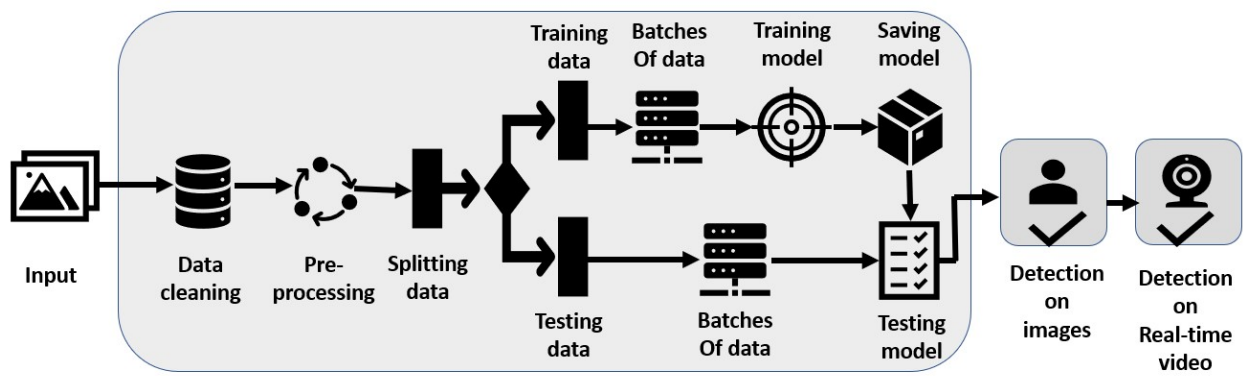 Input
Data
cleaning
Pre-
processing
Splitting
data
Training
data
Batches
Of data
Training
model
Saving
model
Testing
data
Batches
Of data
Testing
model
Detection
on
images
Detection
on
Real-time
video